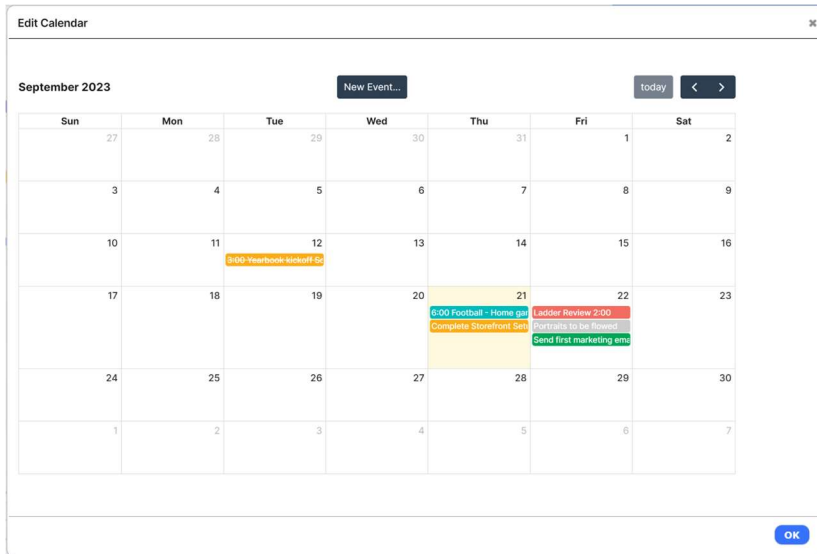 Edit Calendar
September 2023
New Event...
today
Sun Mon Tue Wed Thu Fri Sat
27 28 29 30 31 1 2
3 4 5 6 7 8 9
10 11 12 13 14 15 16
3:00 Yearbook kickoff
17 18 19 20 21 22 23
6:00 Football - Home Ladder Review 2:00
Complete Storefront Portraits to be flowed
Send first marketing
24 25 26 27 28 29 30
1 2 3 4 5 6 7
OK